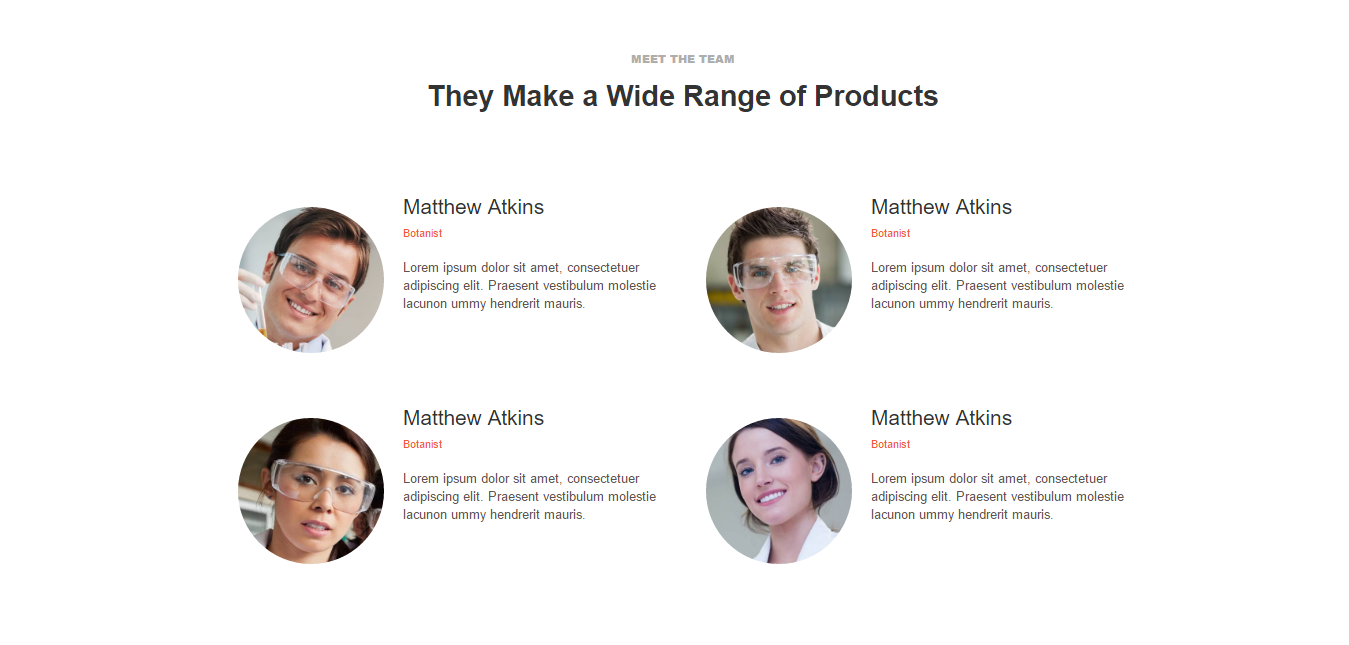 MEET THE TEAM
They Make a Wide Range of Products
Matthew Atkins
Botanist
Lorem ipsum dolor sit amet, consectetuer
adipiscing elit. Praesent vestibulum molestie
lacunon ummy hendrerit mauris.
Matthew Atkins
Botanist
Lorem ipsum dolor sit amet, consectetuer
adipiscing elit. Praesent vestibulum molestie
lacunon ummy hendrerit mauris.
Matthew Atkins
Botanist
Lorem ipsum dolor sit amet, consectetuer
adipiscing elit. Praesent vestibulum molestie
lacunon ummy hendrerit mauris.
Matthew Atkins
Botanist
Lorem ipsum dolor sit amet, consectetuer
adipiscing elit. Praesent vestibulum molestie
lacunon ummy hendrerit mauris.